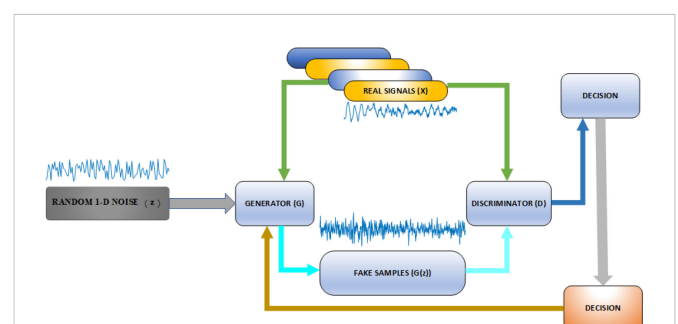 REAL SIGNALS (X)
DECISION
RANDOM 1-D NOISE ( z )
GENERATOR (G)
DISCRIMINATOR (D)
FAKE SAMPLES (G(z))
DECISION